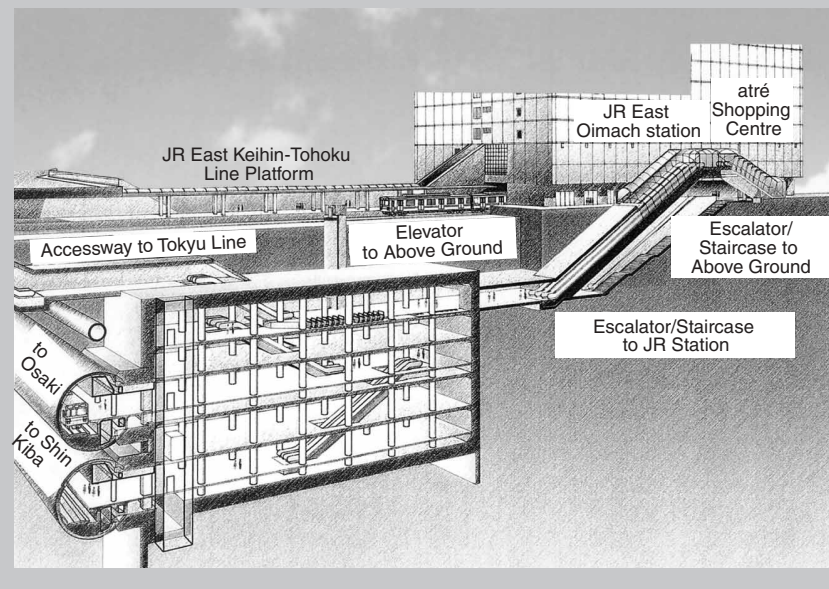 atré
Shopping
Centre
JR East
Oimach station
JR East Keihin-Tohoku
Line Platform
Accessway to Tokyu Line
Elevator
to Above Ground
Escalator/
Staircase to
Above Ground
Escalator/Staircase
to JR Station
to
Osaki
to Shin
Kiba